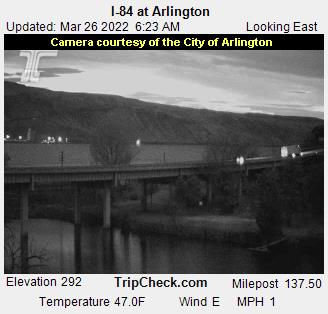 I-84 at Arlington
Updated: Mar 26 2022 6:23 AM Looking East
Camera courtesy of the City of Arlington
Elevation 292 TripCheck.com Milepost 137.50
Temperature 47.0F Wind E MPH 1